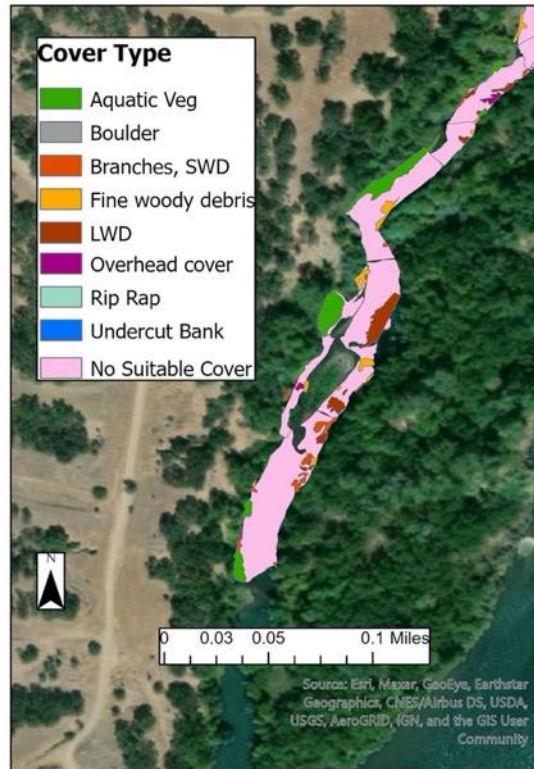 Cover Type
Aquatic Veg
Boulder
Branches, SWD
Fine woody debris
LWD
Overhead cover
Rip Rap
Undercut Bank
No Suitable Cover
N
0 0.03 0.05 0.1 Miles
Source: Esri, Maxar, GeoEye, Earthstar
Geographics, CNES/Airbus DS, USDA,
USGS, AeroGRID, IGN, and the GIS User
Community